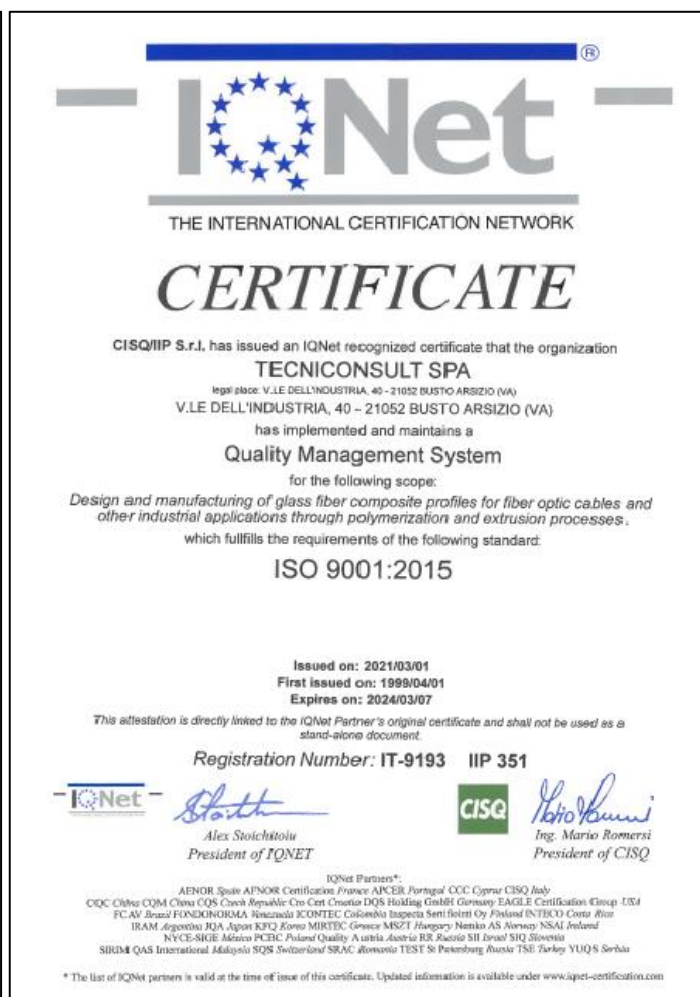 IQNet ®
THE INTERNATIONAL CERTIFICATION NETWORK
CERTIFICATE
CISQ/IIP S.r.l. has issued an IQNet recognized certificate that the organization
TECNICONSULT SPA
legal place: V.LE DELL'INDUSTRIA, 40 - 21052 BUSTO ARSIZIO (VA)
V.LE DELL'INDUSTRIA, 40 – 21052 BUSTO ARSIZIO (VA)
has implemented and maintains a
Quality Management System
for the following scope:
Design and manufacturing of glass fiber composite profiles for fiber optic cables and
other industrial applications through polymerization and extrusion processes.
which fullfills the requirements of the following standard:
ISO 9001:2015
Issued on: 2021/03/01
First issued on: 1999/04/01
Expires on: 2024/03/07
This attestation is directly linked to the IQNet Partner's original certificate and shall not be used as a
stand-alone document.
Registration Number: IT-9193 IIP 351
IQNet
CISQ
Alex Stoichitoiu
President of IQNET
Ing. Mario Romersi
President of CISQ
IQNet Partners*:
AENOR Spain AFNOR Certification France APCER Portugal CCC Cyprus CISQ Italy
CQC China CQM China CQS Czech Republic Cro Cert Croatia DQS Holding GmbH Germany EAGLE Certification Group USA
FCAV Brazil FONDONORMA Venezuela ICONTEC Colombia Inspecta Sertifiointi Oy Finland INTECO Costa Rica
IRAM Argentina JQA Japan KFQ Korea MIRTEC Greece MSZT Hungary Nemko AS Norway NSAI Ireland
NYCE-SIGE México PCBC Poland Quality Austria Austria RR Russia SII Israel SIQ Slovenia
SIRIM QAS International Malaysia SQS Switzerland SRAC Romania TEST St Petersburg Russia TSE Turkey YUQS Serbia
* The list of IQNet partners is valid at the time of issue of this certificate. Updated information is available under www.iqnet-certification.com